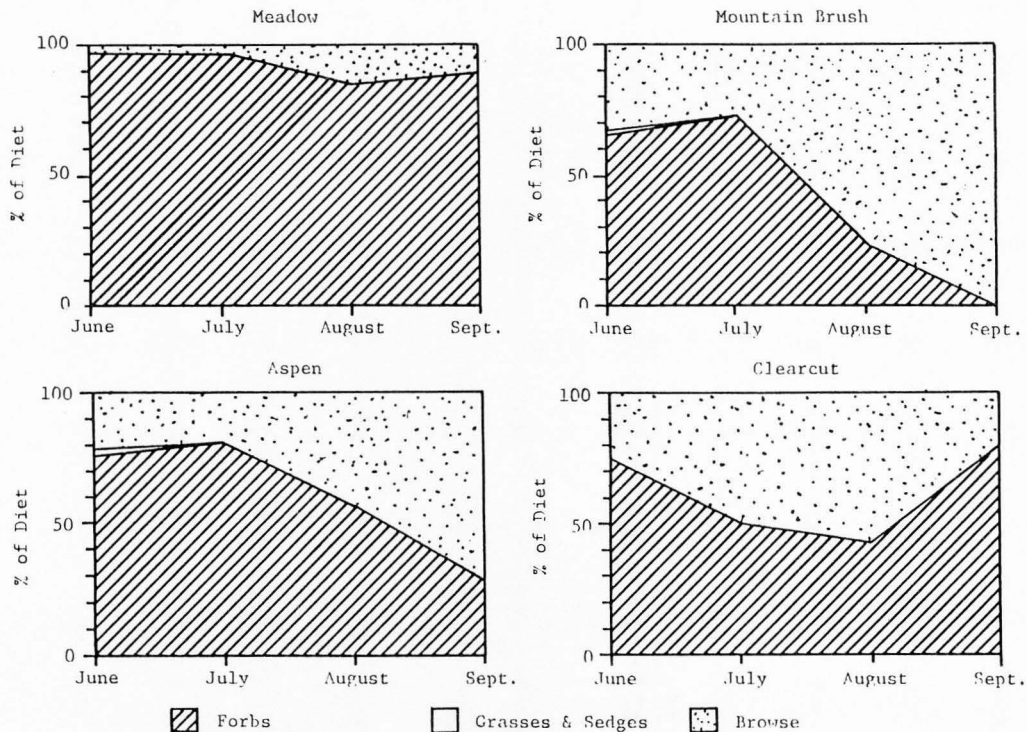 Meadow
Mountain Brush
100
50
0
% of Diet
June July August Sept.
100
50
0
% of Diet
June July August Sept.
Aspen
Clearcut
100
50
0
% of Diet
June July August Sept.
100
50
0
% of Diet
June July August Sept.
Forbs Grasses & Sedges Browse